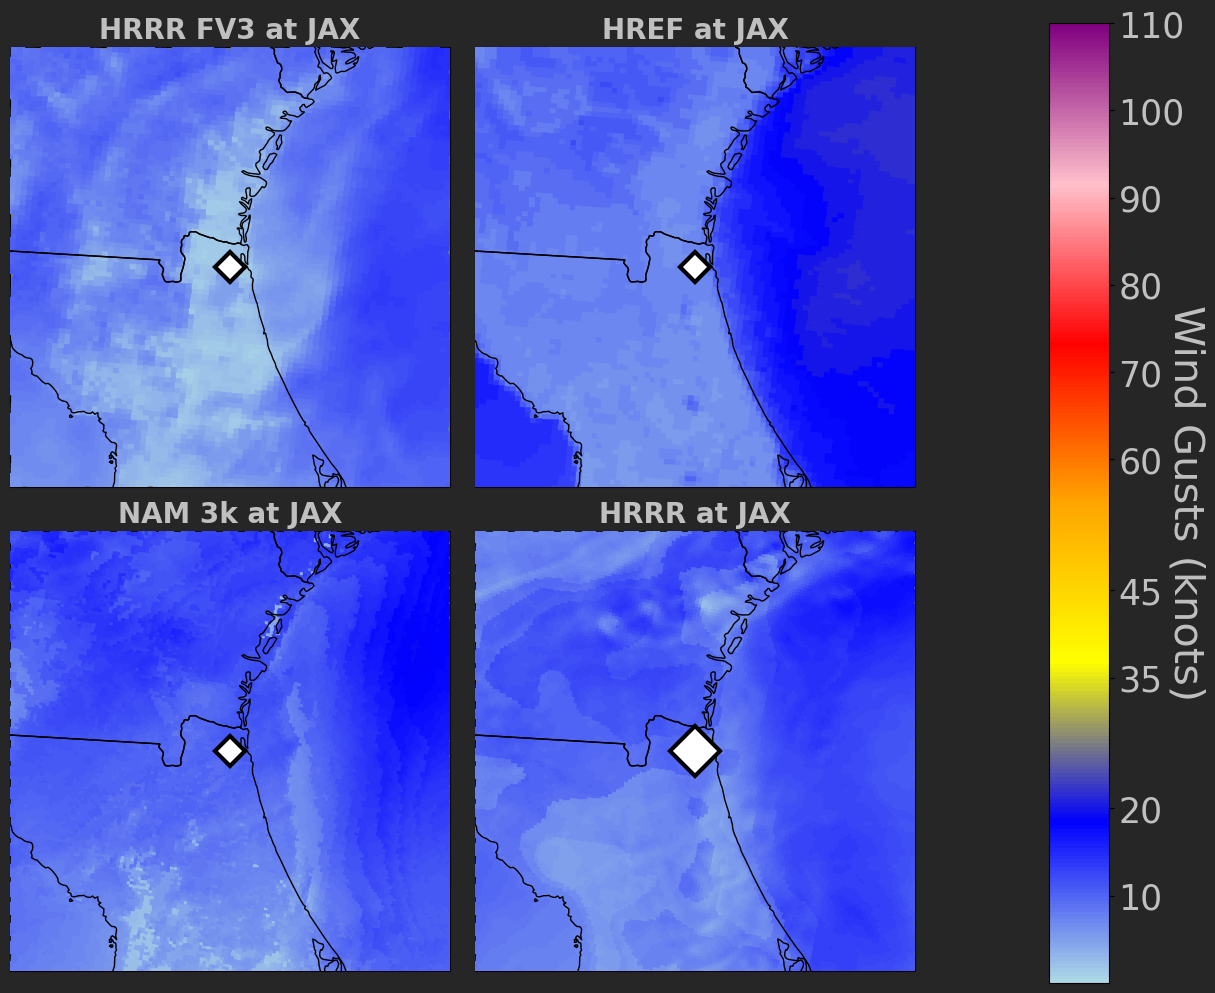 HRRR FV3 at JAX
HREF at JAX
NAM 3k at JAX
HRRR at JAX
110
100
90
80
70
60
45
35
20
10
Wind Gusts (knots)